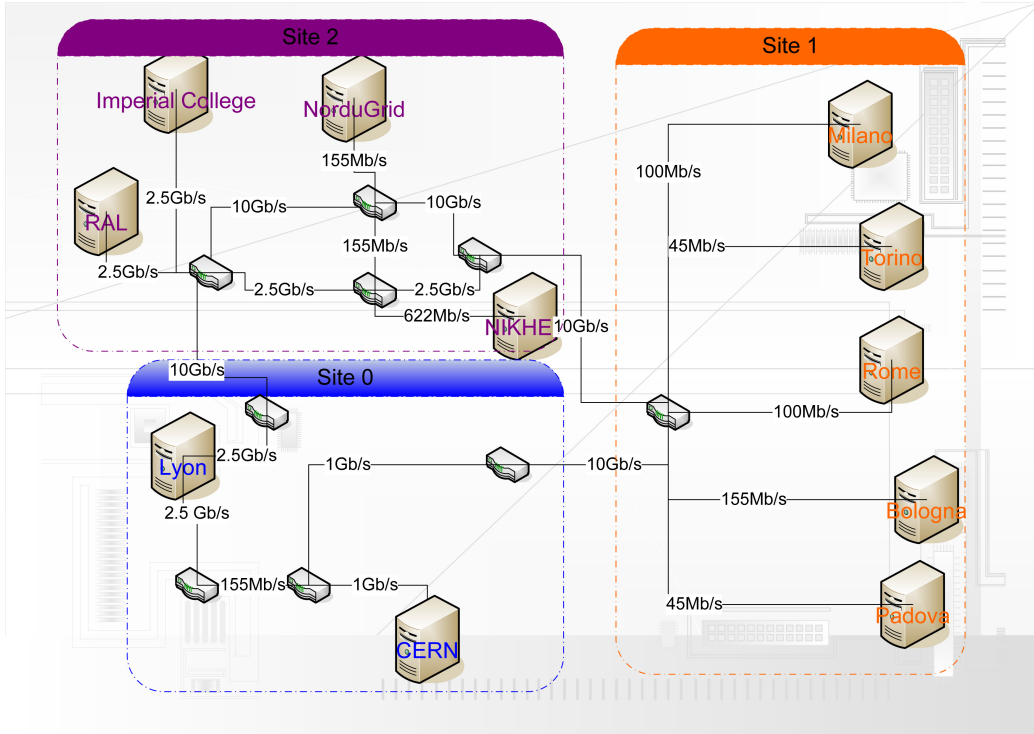 Site 2
Site 1
Imperial College
NorduGrid
Milano
155Mb/s
100Mb/s
2.5Gb/s
10Gb/s
10Gb/s
RAL
155Mb/s
45Mb/s
Torino
2.5Gb/s
2.5Gb/s
2.5Gb/s
622Mb/s
NIKHE
10Gb/s
10Gb/s
Site 0
Rome
100Mb/s
Lyon
2.5Gb/s
1Gb/s
10Gb/s
155Mb/s
Bologna
2.5 Gb/s
155Mb/s
1Gb/s
45Mb/s
Padova
CERN